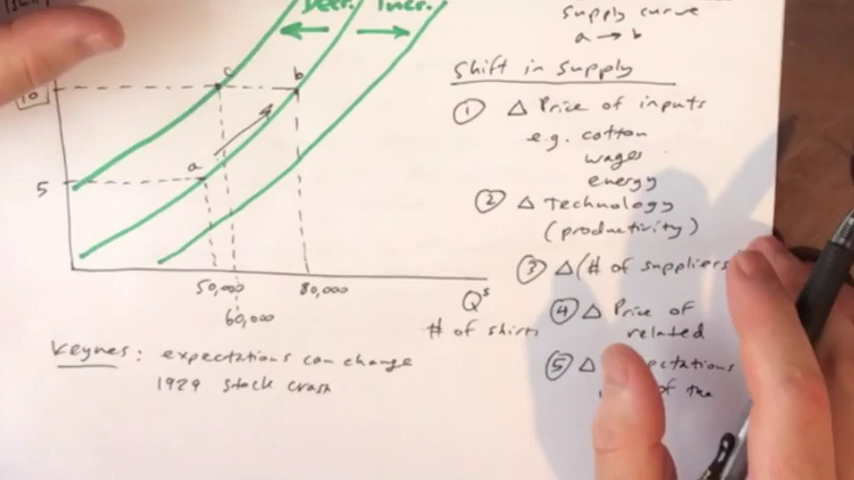 Decr. Incr.
supply curve
a → b
Shift in Supply
c
b
10
① Δ Price of inputs
e.g. cotton
wages
energy
a
5
② Δ Technology
(productivity)
③ Δ(# of suppliers
50,000 80,000 Qˢ
60,000
# of shirts
④ Δ Price of
related
Keynes: expectations can change
1929 stock crash
⑤ Δ
of the